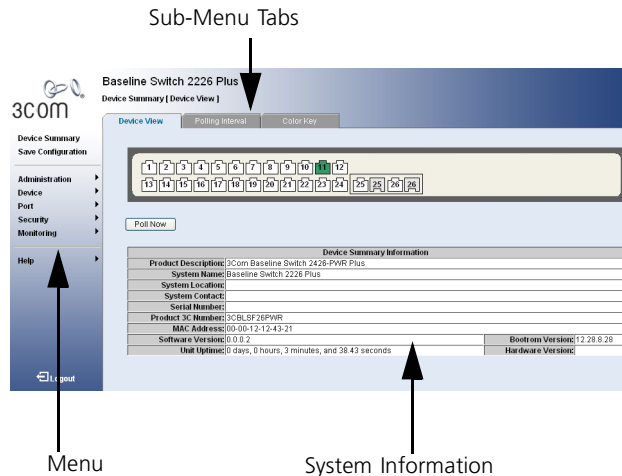 Sub-Menu Tabs
3COM
Baseline Switch 2226 Plus
Device Summary [ Device View ]
Device View Polling Interval Color Key
Device Summary
Save Configuration
Administration
Device
Port
Security
Monitoring
Help
Logout
1 2 3 4 5 6 7 8 9 10 11 12
13 14 15 16 17 18 19 20 21 22 23 24 25 25 26 26
Poll Now
Device Summary Information
Product Description: 3Com Baseline Switch 2426-PWR Plus
System Name: Baseline Switch 2226 Plus
System Location:
System Contact:
Serial Number:
Product 3C Number: 3CBLSF26PWR
MAC Address: 00-00-12-12-43-21
Software Version: 0.0.0.2 Bootrom Version: 12.28.8.28
Unit Uptime: 0 days, 0 hours, 3 minutes, and 38.43 seconds Hardware Version:
Menu
System Information